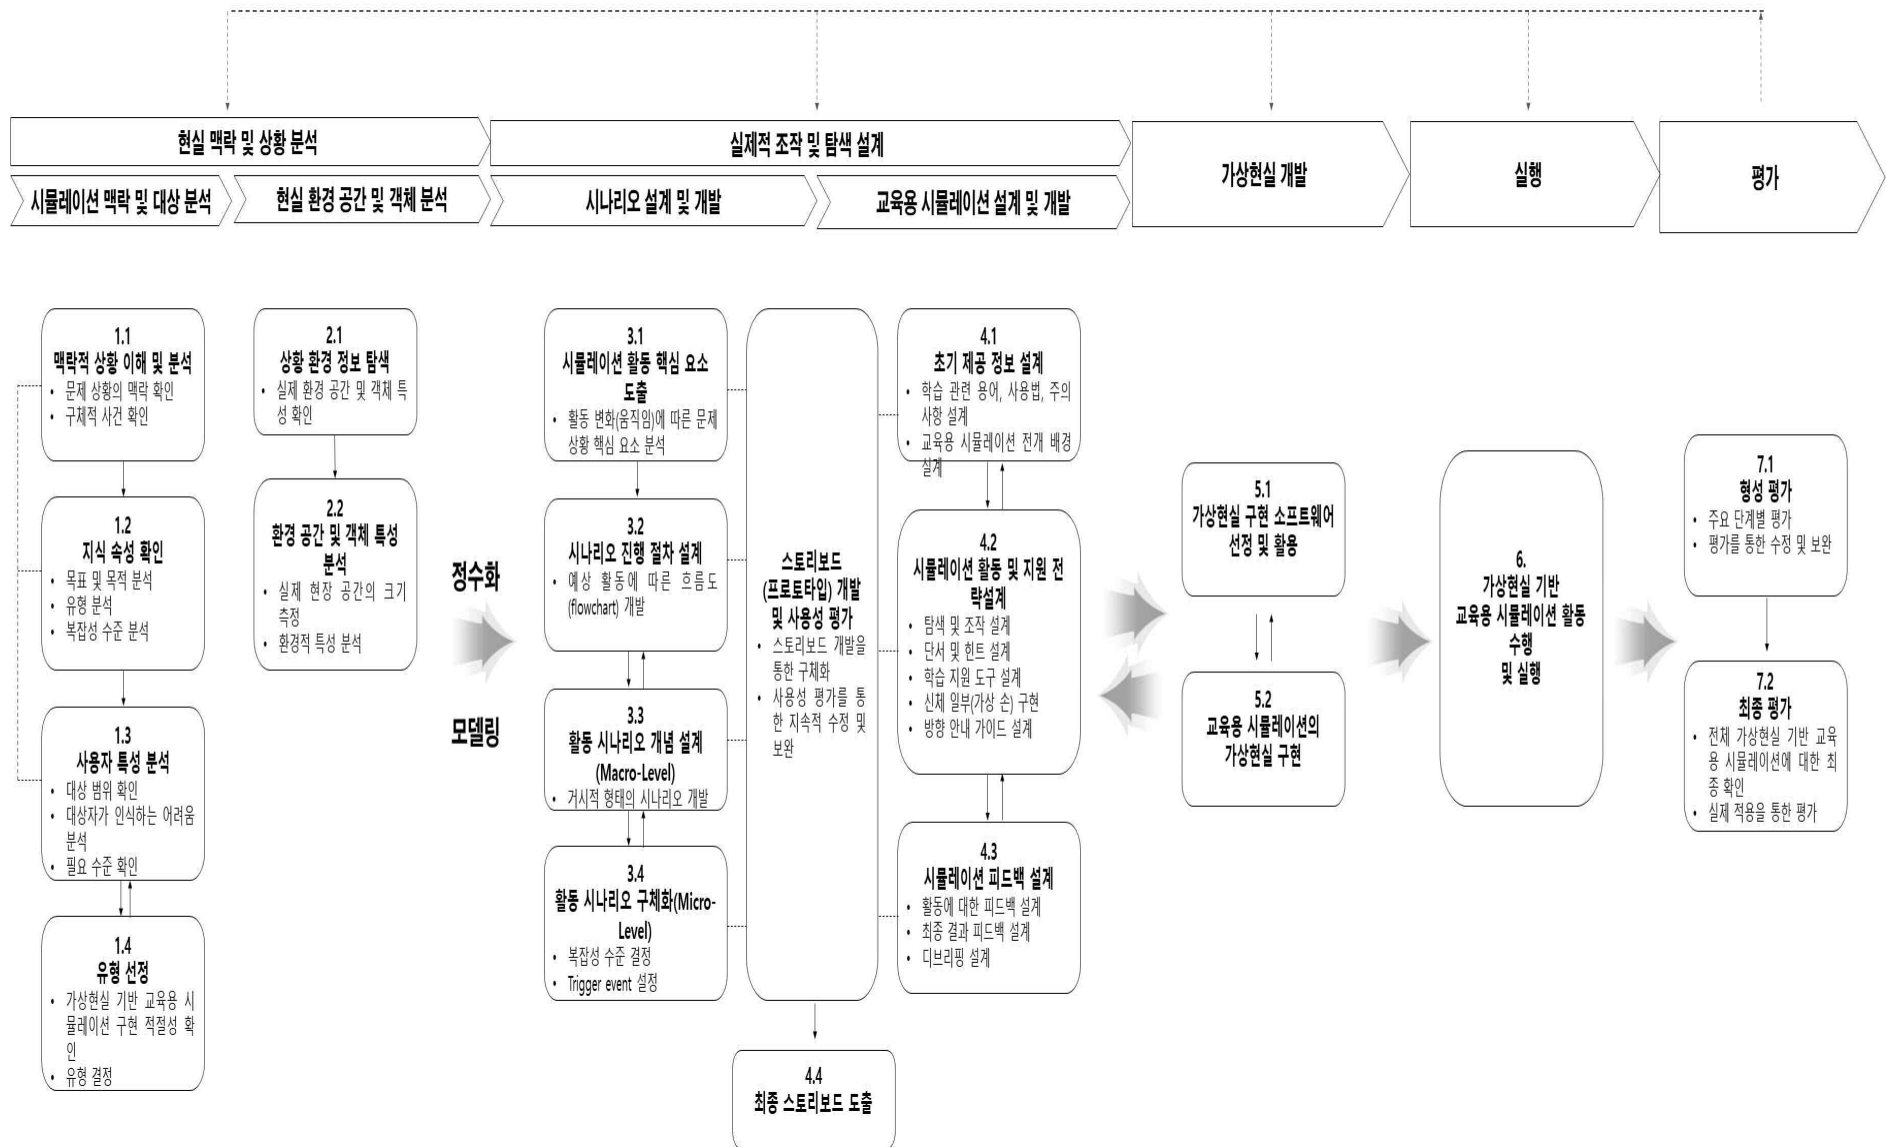 현실 맥락 및 상황 분석
실제적 조작 및 탐색 설계
가상현실 개발
실행
평가
시뮬레이션 맥락 및 대상 분석
현실 환경 공간 및 객체 분석
시나리오 설계 및 개발
교육용 시뮬레이션 설계 및 개발
1.1
맥락적 상황 이해 및 분석
• 문제 상황의 맥락 확인
• 구체적 사건 확인
1.2
지식 속성 확인
• 목표 및 목적 분석
• 유형 분석
• 복잡성 수준 분석
1.3
사용자 특성 분석
• 대상 범위 확인
• 대상자가 인식하는 어려움
분석
• 필요 수준 확인
1.4
유형 선정
• 가상현실 기반 교육용 시
뮬레이션 구현 적절성 확
인
• 유형 결정
2.1
상황 환경 정보 탐색
• 실제 환경 공간 및 객체 특
성 확인
2.2
환경 공간 및 객체 특성
분석
• 실제 현장 공간의 크기
측정
• 환경적 특성 분석
정수화
모델링
3.1
시뮬레이션 활동 핵심 요소
도출
• 활동 변화(움직임)에 따른 문제
상황 핵심 요소 분석
3.2
시나리오 진행 절차 설계
• 예상 활동에 따른 흐름도
(flowchart) 개발
3.3
활동 시나리오 개념 설계
(Macro-Level)
• 거시적 형태의 시나리오 개발
3.4
활동 시나리오 구체화(Micro-
Level)
• 복잡성 수준 결정
• Trigger event 설정
스토리보드
(프로토타입) 개발
및 사용성 평가
• 스토리보드 개발을
통한 구체화
• 사용성 평가를 통
한 지속적 수정 및
보완
4.1
초기 제공 정보 설계
• 학습 관련 용어, 사용법, 주의
사항 설계
• 교육용 시뮬레이션 전개 배경
설계
4.2
시뮬레이션 활동 및 지원 전
략설계
• 탐색 및 조작 설계
• 단서 및 힌트 설계
• 학습 지원 도구 설계
• 신체 일부(가상 손) 구현
• 방향 안내 가이드 설계
4.3
시뮬레이션 피드백 설계
• 활동에 대한 피드백 설계
• 최종 결과 피드백 설계
• 디브리핑 설계
4.4
최종 스토리보드 도출
5.1
가상현실 구현 소프트웨어
선정 및 활용
5.2
교육용 시뮬레이션의
가상현실 구현
6.
가상현실 기반
교육용 시뮬레이션 활동
수행
및 실행
7.1
형성 평가
• 주요 단계별 평가
• 평가를 통한 수정 및 보완
7.2
최종 평가
• 전체 가상현실 기반 교육
용 시뮬레이션에 대한 최
종 확인
• 실제 적용을 통한 평가